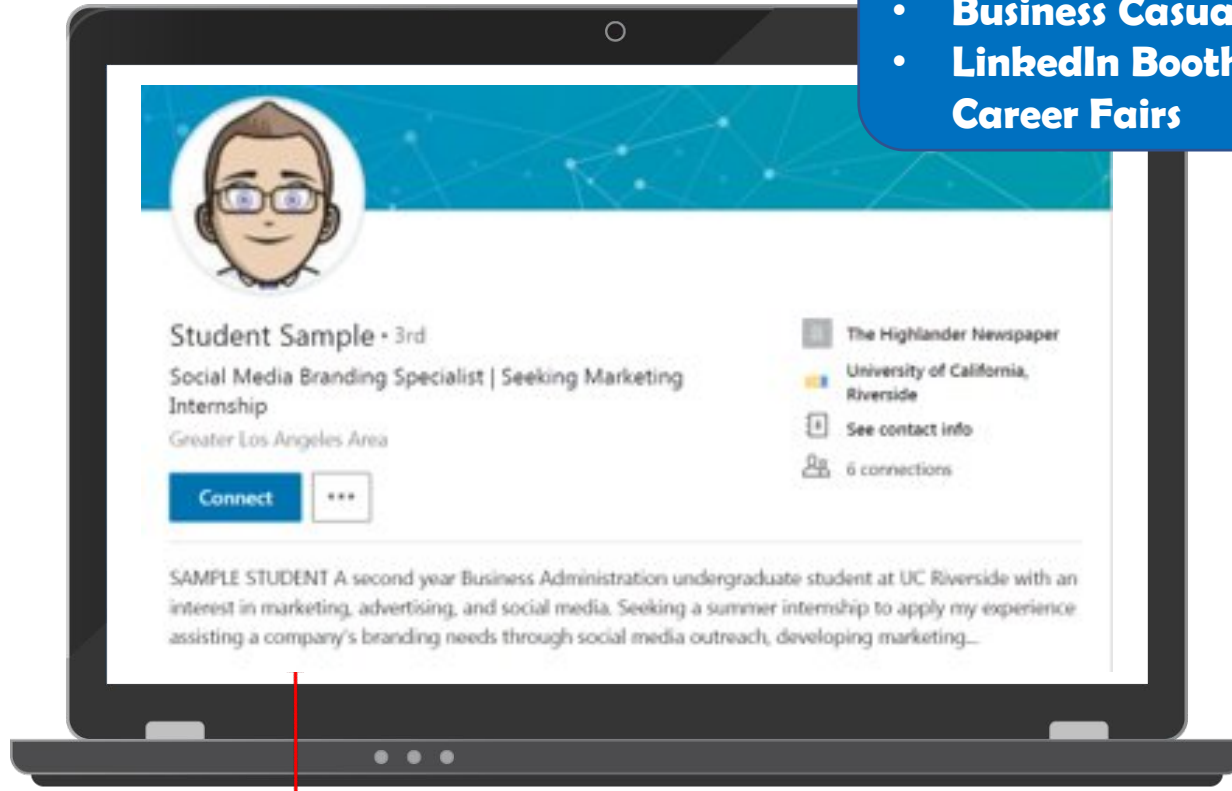 • Business Casua
• LinkedIn Booth
Career Fairs
Student Sample • 3rd
Social Media Branding Specialist | Seeking Marketing
Internship
Greater Los Angeles Area
Connect
•••
The Highlander Newspaper
University of California,
Riverside
See contact info
6 connections
SAMPLE STUDENT A second year Business Administration undergraduate student at UC Riverside with an
interest in marketing, advertising, and social media. Seeking a summer internship to apply my experience
assisting a company's branding needs through social media outreach, developing marketing...